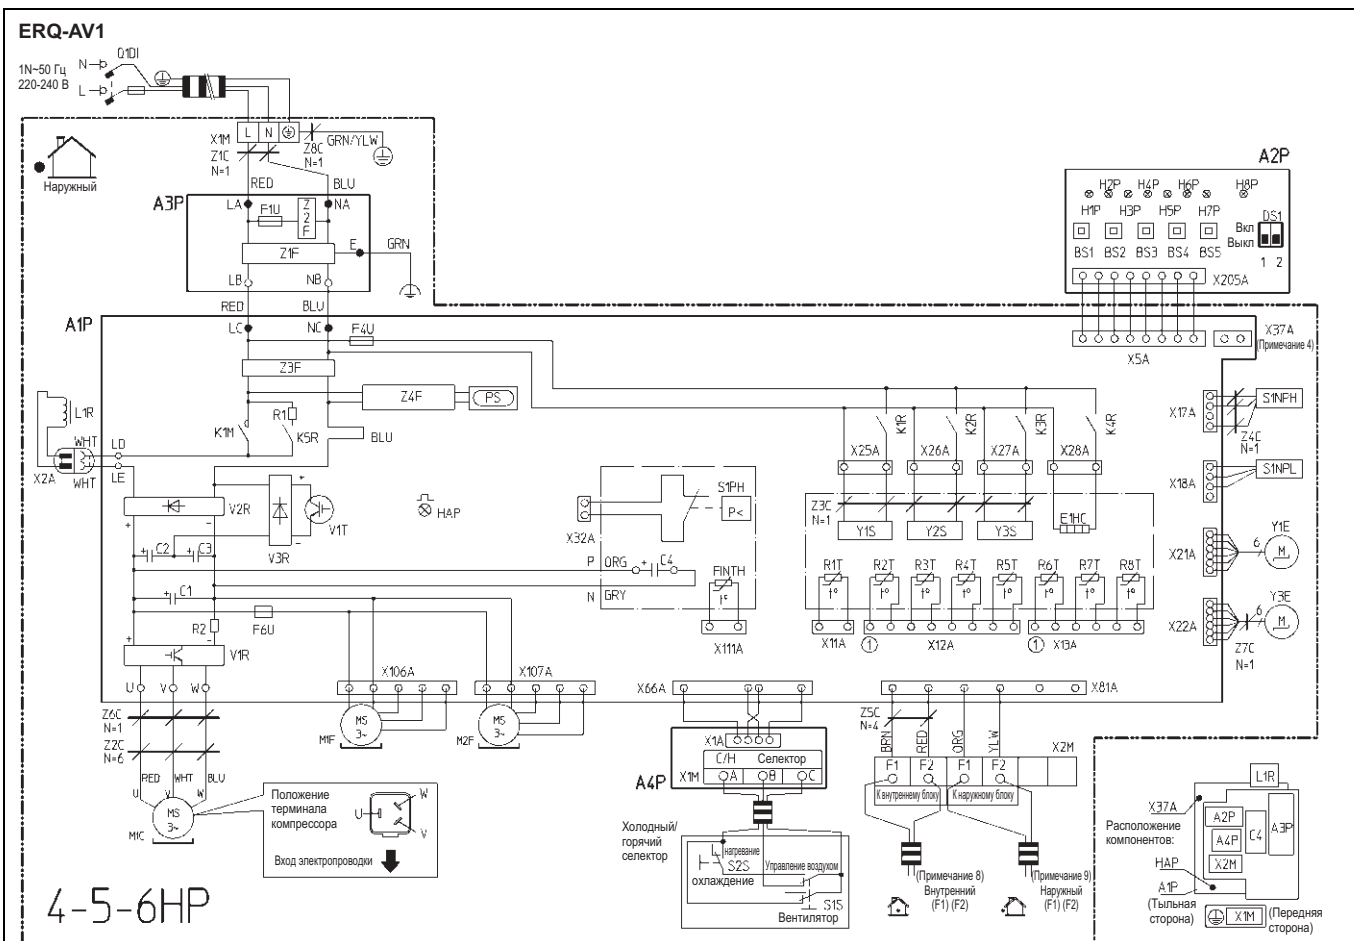 ERQ-AV1
1N~50 Гц
220-240 В
N
L
Q1DI
Наружный
X1M
L N
Z1C
N=1
Z8C
N=1
GRN/YLW
RED BLU
A3P
LA NA
F1U
Z2F
Z1F
E GRN
LB NB
RED BLU
A1P
LC NC
F4U
Z3F
Z4F
PS
L1R
R1
K1M K5R
BLU
WHT LD
X2A
WHT LE
V2R
V3R
V1T
HAP
+ -
C2 C3
C1
R2
F6U
V1R
U V W
Z6C
N=1
Z2C
N=6
RED WHT BLU
U V W
MS
3~
M1C
Положение
терминала
компрессора
U W V
Вход электропроводки
4-5-6HP
X106A
MS
3~
M1F
X107A
MS
3~
M2F
X32A
S1PH
P<
P ORG C4
N GRY
FINTH
t°
X111A
K1R K2R K3R K4R
X25A X26A X27A X28A
Z3C
N=1
Y1S Y2S Y3S E1HC
R1T R2T R3T R4T R5T R6T R7T R8T
t° t° t° t° t° t° t° t°
X11A 1 X12A 1 X13A
A2P
H2P H4P H6P H8P
H1P H3P H5P H7P
DS1
Вкл
Выкл
BS1 BS2 BS3 BS4 BS5
1 2
X205A
X5A
X37A
(Примечание 4)
X17A
S1NPH
Z4C
N=1
X18A
S1NPL
X21A
6
Y1E
M
X22A
6
Y3E
M
Z7C
N=1
X66A
X1A
C/H Селектор
A4P
X1M A B C
Холодный/
горячий
селектор
нагревание
S2S
охлаждение
Управление воздухом
S1S
Вентилятор
X81A
Z5C
N=4
BRN RED ORG YLW
X2M
F1 F2 F1 F2
К внутреннему блоку К наружному блоку
(Примечание 8)
Внутренний
(F1) (F2)
(Примечание 9)
Наружный
(F1) (F2)
L1R
X37A
Расположение
компонентов:
A2P
A4P
C4
A3P
X2M
HAP
A1P
(Тыльная
сторона)
X1M
(Передняя
сторона)